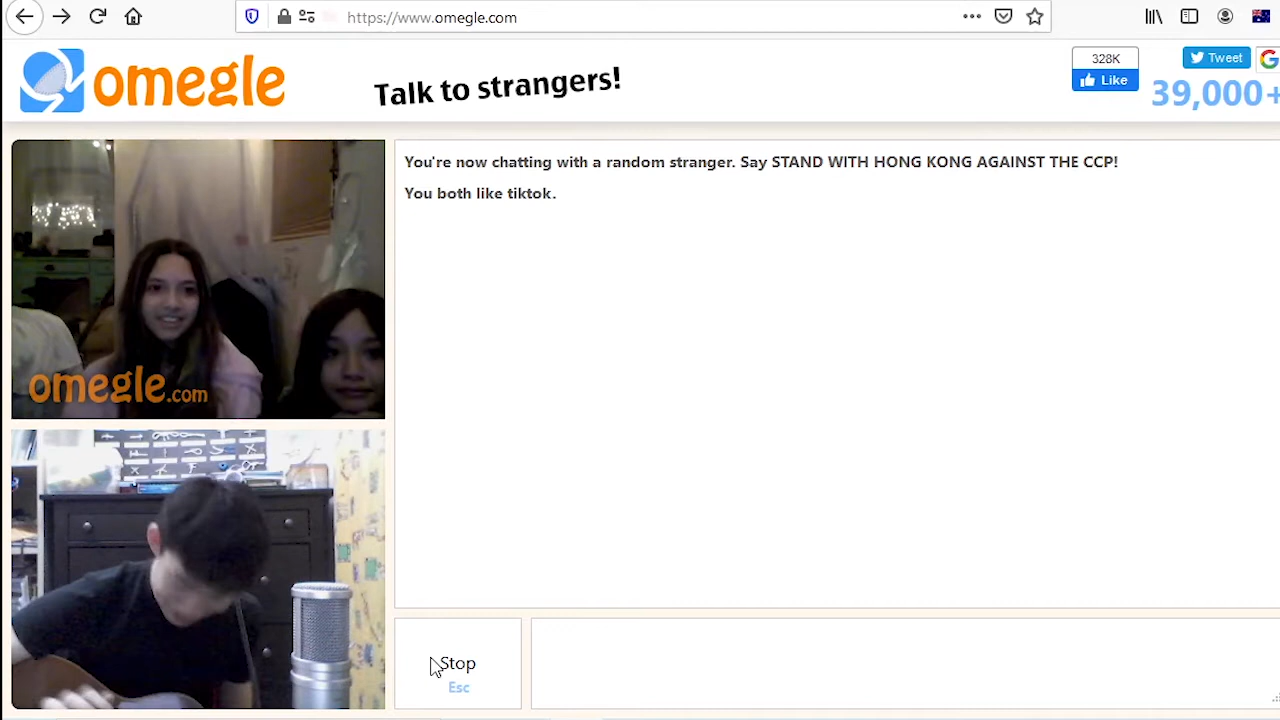 https://www.omegle.com
omegle
Talk to strangers!
328K
Like
Tweet
39,000+
You're now chatting with a random stranger. Say STAND WITH HONG KONG AGAINST THE CCP!
You both like tiktok.
omegle.com
Stop
Esc